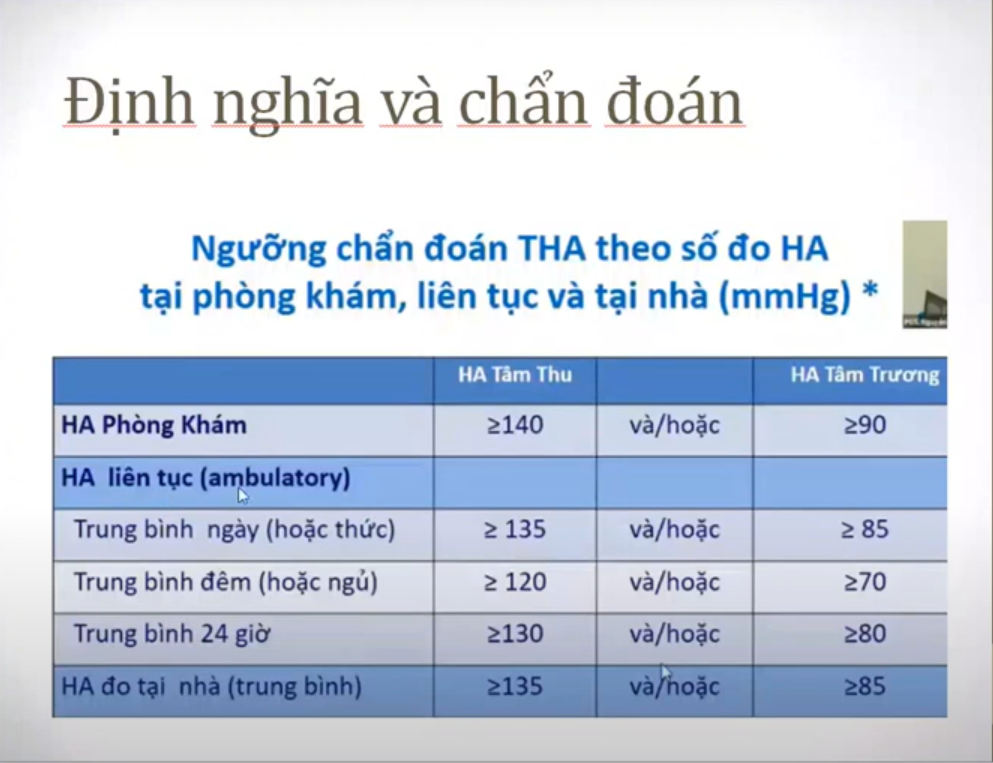 Định nghĩa và chẩn đoán
Ngưỡng chẩn đoán THA theo số đo HA
tại phòng khám, liên tục và tại nhà (mmHg) *
HA Tâm Thu HA Tâm Trương
HA Phòng Khám ≥140 và/hoặc ≥90
HA liên tục (ambulatory)
Trung bình ngày (hoặc thức) ≥ 135 và/hoặc ≥ 85
Trung bình đêm (hoặc ngủ) ≥ 120 và/hoặc ≥70
Trung bình 24 giờ ≥130 và/hoặc ≥80
HA đo tại nhà (trung bình) ≥135 và/hoặc ≥85